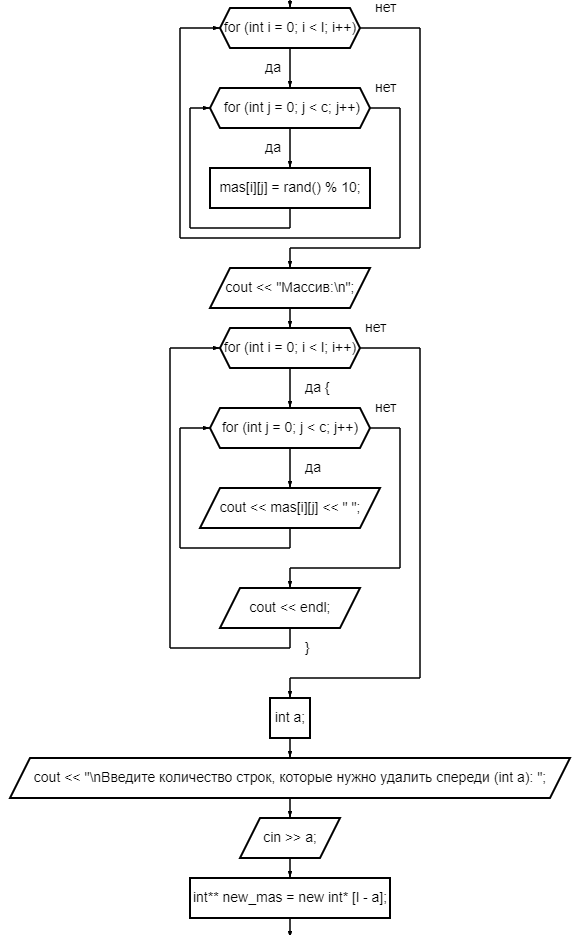 нет
for (int i = 0; i < l; i++)
да
нет
for (int j = 0; j < c; j++)
да
mas[i][j] = rand() % 10;
cout << "Массив:\n";
нет
for (int i = 0; i < l; i++)
да {
нет
for (int j = 0; j < c; j++)
да
cout << mas[i][j] << " ";
cout << endl;
}
int a;
cout << "\nВведите количество строк, которые нужно удалить спереди (int a): ";
cin >> a;
int** new_mas = new int* [l - a];